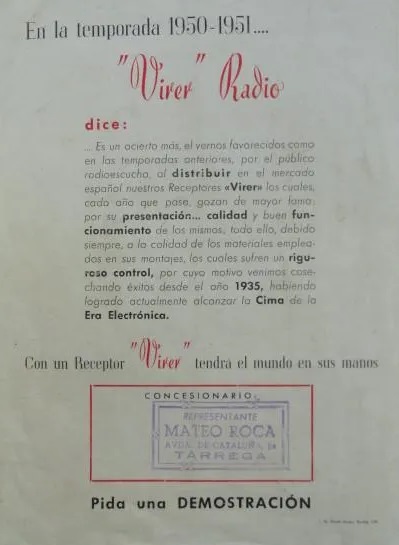 En la temporada 1950-1951....
"Virer" Radio
dice:
... Es un acierto más, el vernos favorecidos como
en las temporadas anteriores, por el público
radioescucha, al distribuir en el mercado
español nuestros Receptores «Virer» los cuales,
cada año que pasa, gozan de mayor fama;
por su presentación... calidad y buen fun-
cionamiento de los mismos, todo ello, debido
siempre, a la calidad de los materiales emplea-
dos en sus montajes, los cuales sufren un rigu-
roso control, por cuyo motivo venimos cose-
chando éxitos desde el año 1935, habiendo
logrado actualmente alcanzar la Cima de la
Era Electrónica.
Con un Receptor "Virer" tendrá el mundo en sus manos
CONCESIONARIO:
REPRESENTANTE
MATEO ROCA
AVDA. DE CATALUÑA,
TARREGA
Pida una DEMOSTRACIÓN